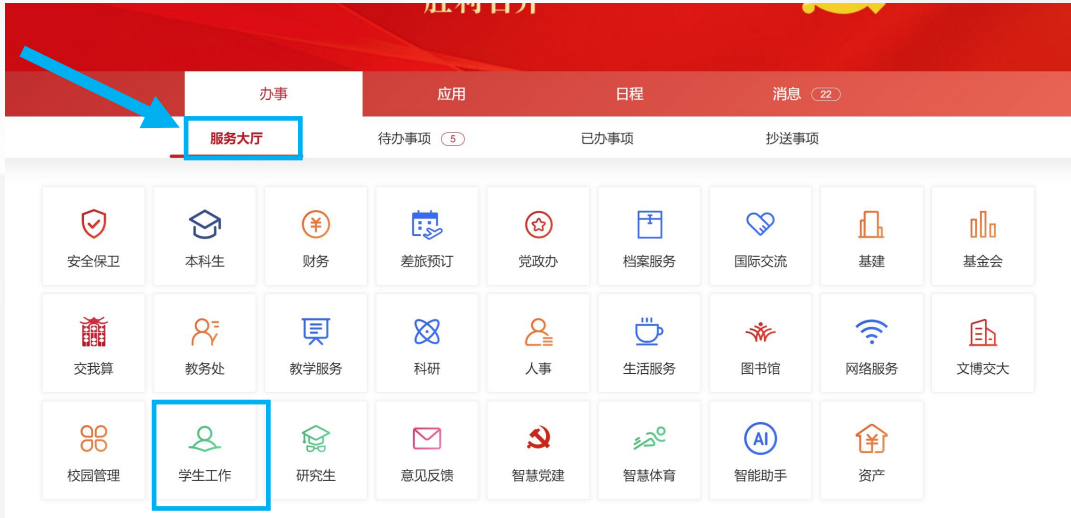 胜利召开
办事 应用 日程 消息 22
服务大厅 待办事项 5 已办事项 抄送事项
安全保卫 本科生 财务 差旅预订 党政办 档案服务 国际交流 基建 基金会
交我算 教务处 教学服务 科研 人事 生活服务 图书馆 网络服务 文博交大
AI
校园管理 学生工作 研究生 意见反馈 智慧党建 智慧体育 智能助手 资产